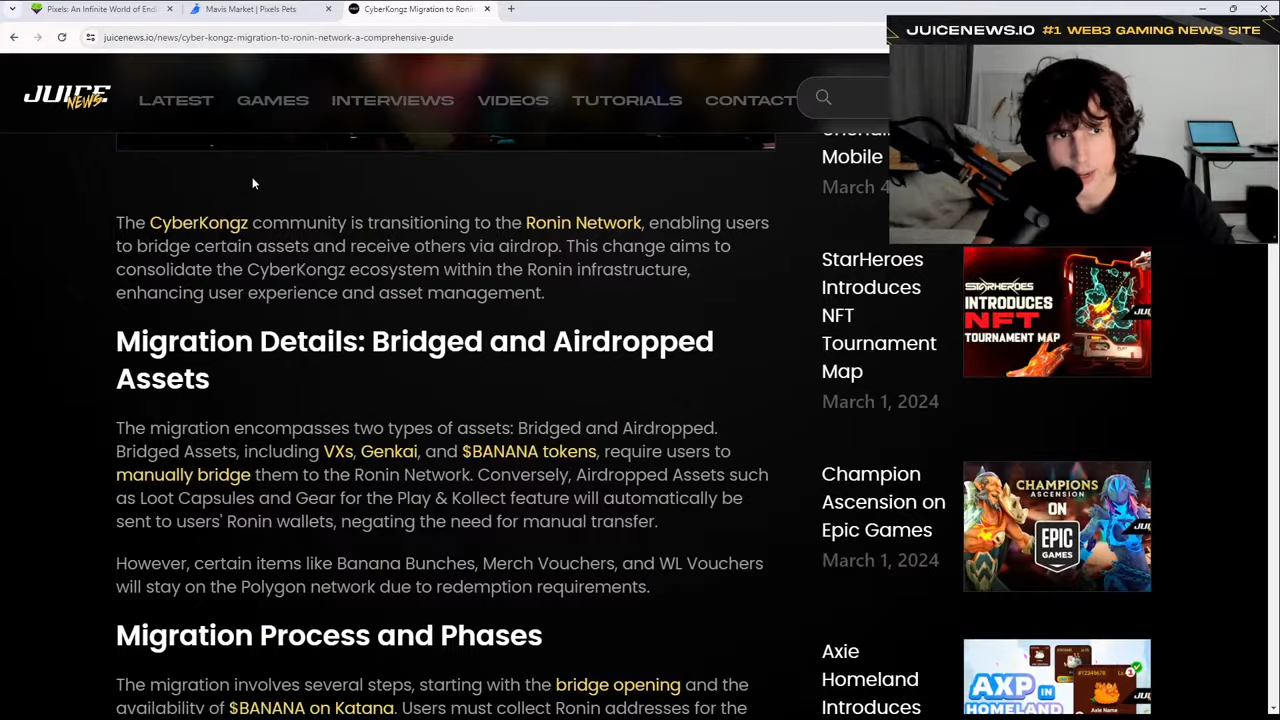 Pixels: An Infinite World of En
Mavis Market | Pixels Pets
CyberKongz Migration to Ronin
juicenews.io/news/cyber-kongz-migration-to-ronin-network-a-comprehensive-guide
JUICENEWS.IO #1 WEB3 GAMING NEWS SITE
JUICE NEWS
LATEST GAMES INTERVIEWS VIDEOS TUTORIALS CONTACT
Mobile
March 4
The CyberKongz community is transitioning to the Ronin Network, enabling users
to bridge certain assets and receive others via airdrop. This change aims to
consolidate the CyberKongz ecosystem within the Ronin infrastructure,
enhancing user experience and asset management.
Migration Details: Bridged and Airdropped
Assets
The migration encompasses two types of assets: Bridged and Airdropped.
Bridged Assets, including VXs, Genkai, and $BANANA tokens, require users to
manually bridge them to the Ronin Network. Conversely, Airdropped Assets such
as Loot Capsules and Gear for the Play & Kollect feature will automatically be
sent to users' Ronin wallets, negating the need for manual transfer.
However, certain items like Banana Bunches, Merch Vouchers, and WL Vouchers
will stay on the Polygon network due to redemption requirements.
Migration Process and Phases
The migration involves several steps, starting with the bridge opening and the
availability of $BANANA on Katana. Users must collect Ronin addresses for the
StarHeroes
Introduces
NFT
Tournament
Map
March 1, 2024
STARHEROES
INTRODUCES
NFT
TOURNAMENT MAP
Champion
Ascension on
Epic Games
March 1, 2024
CHAMPIONS
ASCENSION
ON
EPIC
GAMES
Axie
Homeland
Introduces
AXP IN
HOMELAND
Axie Name